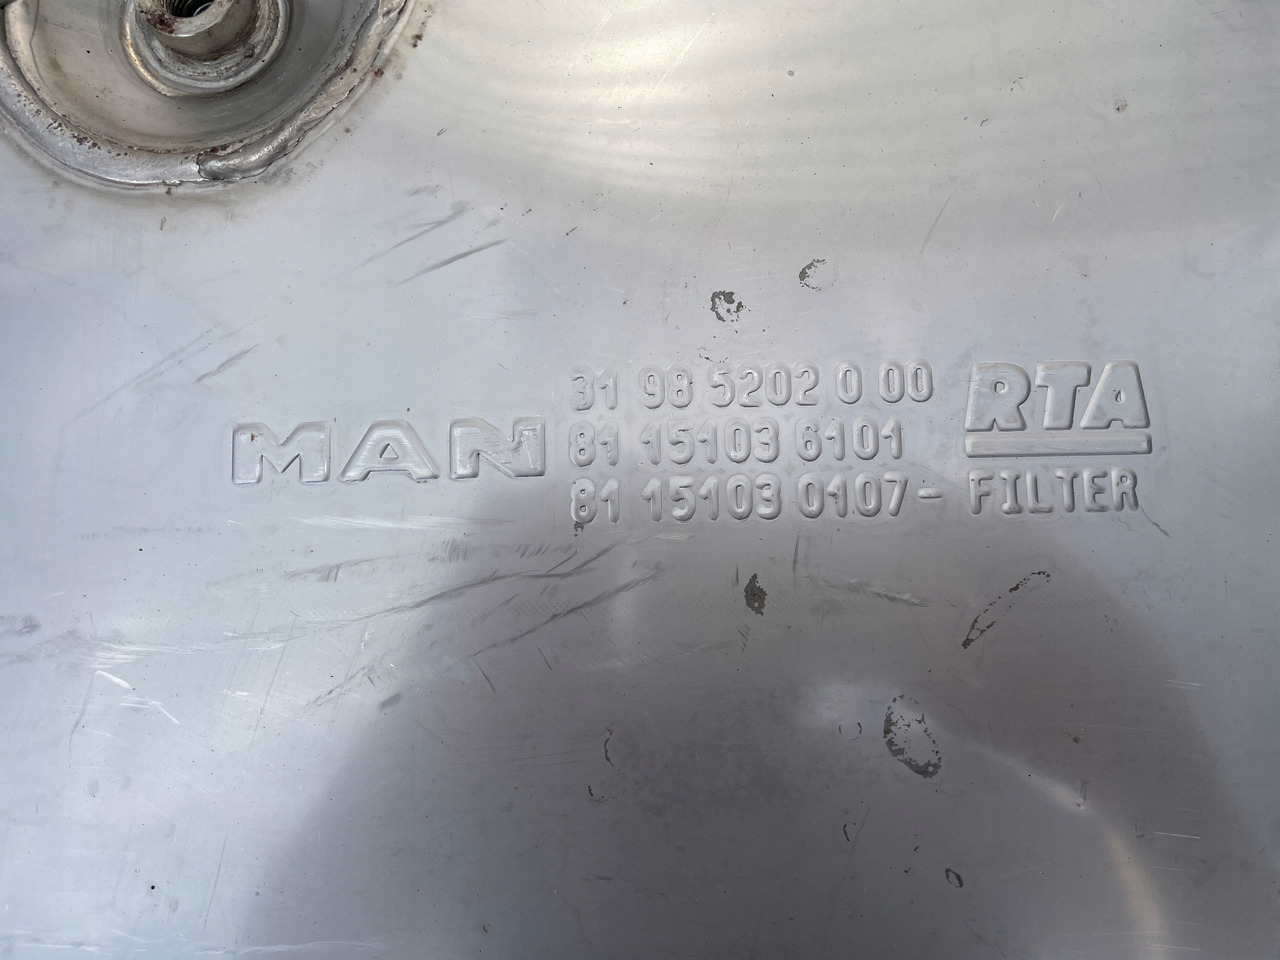 MAN
31 98 5202 0 00
81 15103 6101
81 15103 0107-
RTA
FILTER